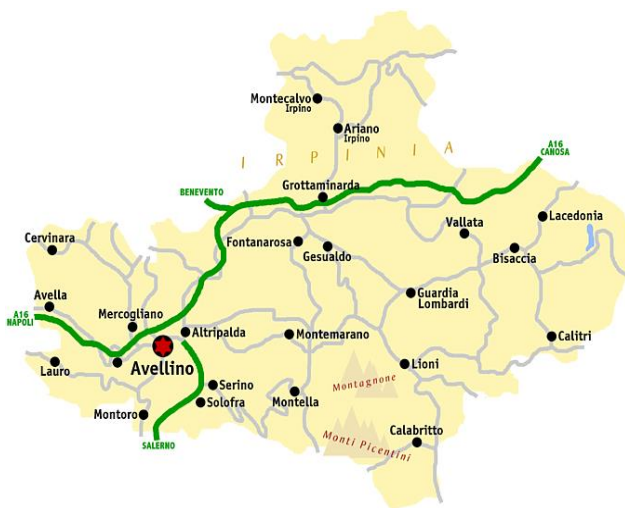 Montecalvo
Irpino
Ariano
Irpino
I R P I N I A
A16
CANOSA
BENEVENTO
Grottaminarda
Lacedonia
Vallata
Cervinara
Fontanarosa
Gesualdo
Bisaccia
Avella
A16
NAPOLI
Mercogliano
Guardia
Lombardi
Altripalda
Montemarano
Calitri
Lauro
Avellino
Lioni
Montagnone
Serino
Solofra
Montella
Montoro
Calabritto
Monti Picentini
SALERNO